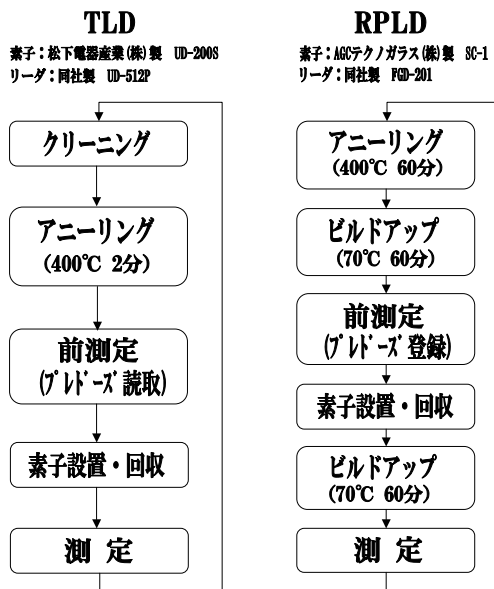 TLD
素子：松下電器産業(株)製 UD-200S
リーダ：同社製 UD-512P
クリーニング
アニーリング
(400℃ 2分)
前測定
(プレドーズ読取)
素子設置・回収
測 定
RPLD
素子：AGCテクノガラス(株)製 SC-1
リーダ：同社製 FGD-201
アニーリング
(400℃ 60分)
ビルドアップ
(70℃ 60分)
前測定
(プレドーズ登録)
素子設置・回収
ビルドアップ
(70℃ 60分)
測 定